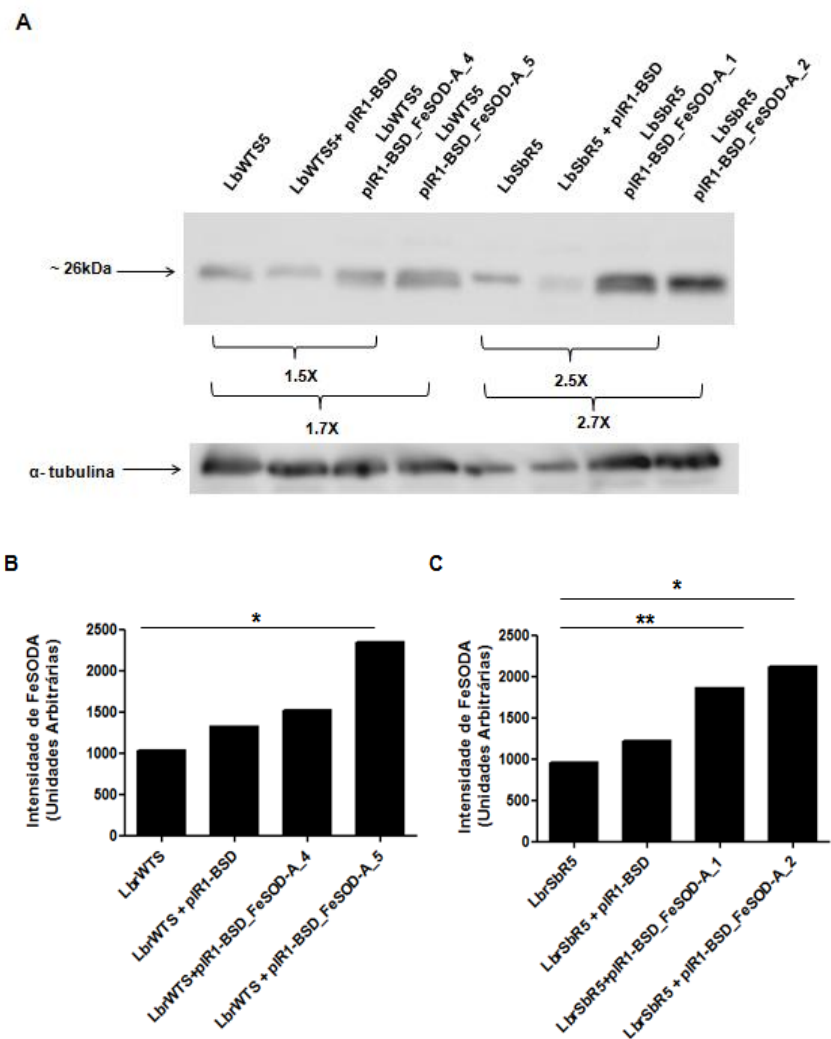 A
LbWTS5
LbWTS5+ pIR1-BSD
LbWTS5
pIR1-BSD_FeSOD-A_4
LbWTS5
pIR1-BSD_FeSOD-A_5
LbSbR5
LbSbR5 + pIR1-BSD
LbSbR5
pIR1-BSD_FeSOD-A_1
LbSbR5
pIR1-BSD_FeSOD-A_2
~ 26kDa
1.5X
2.5X
1.7X
2.7X
α- tubulina
B
*
Intensidade de FeSODA
(Unidades Arbitrárias)
2500
2000
1500
1000
500
0
LbrWTS
LbrWTS + pIR1-BSD
LbrWTS+pIR1-BSD_FeSOD-A_4
LbrWTS + pIR1-BSD_FeSOD-A_5
C
*
**
Intensidade de FeSODA
(Unidades Arbitrárias)
2500
2000
1500
1000
500
0
LbrSbR5
LbrSbR5 + pIR1-BSD
LbrSbR5+pIR1-BSD_FeSOD-A_1
LbrSbR5 + pIR1-BSD_FeSOD-A_2